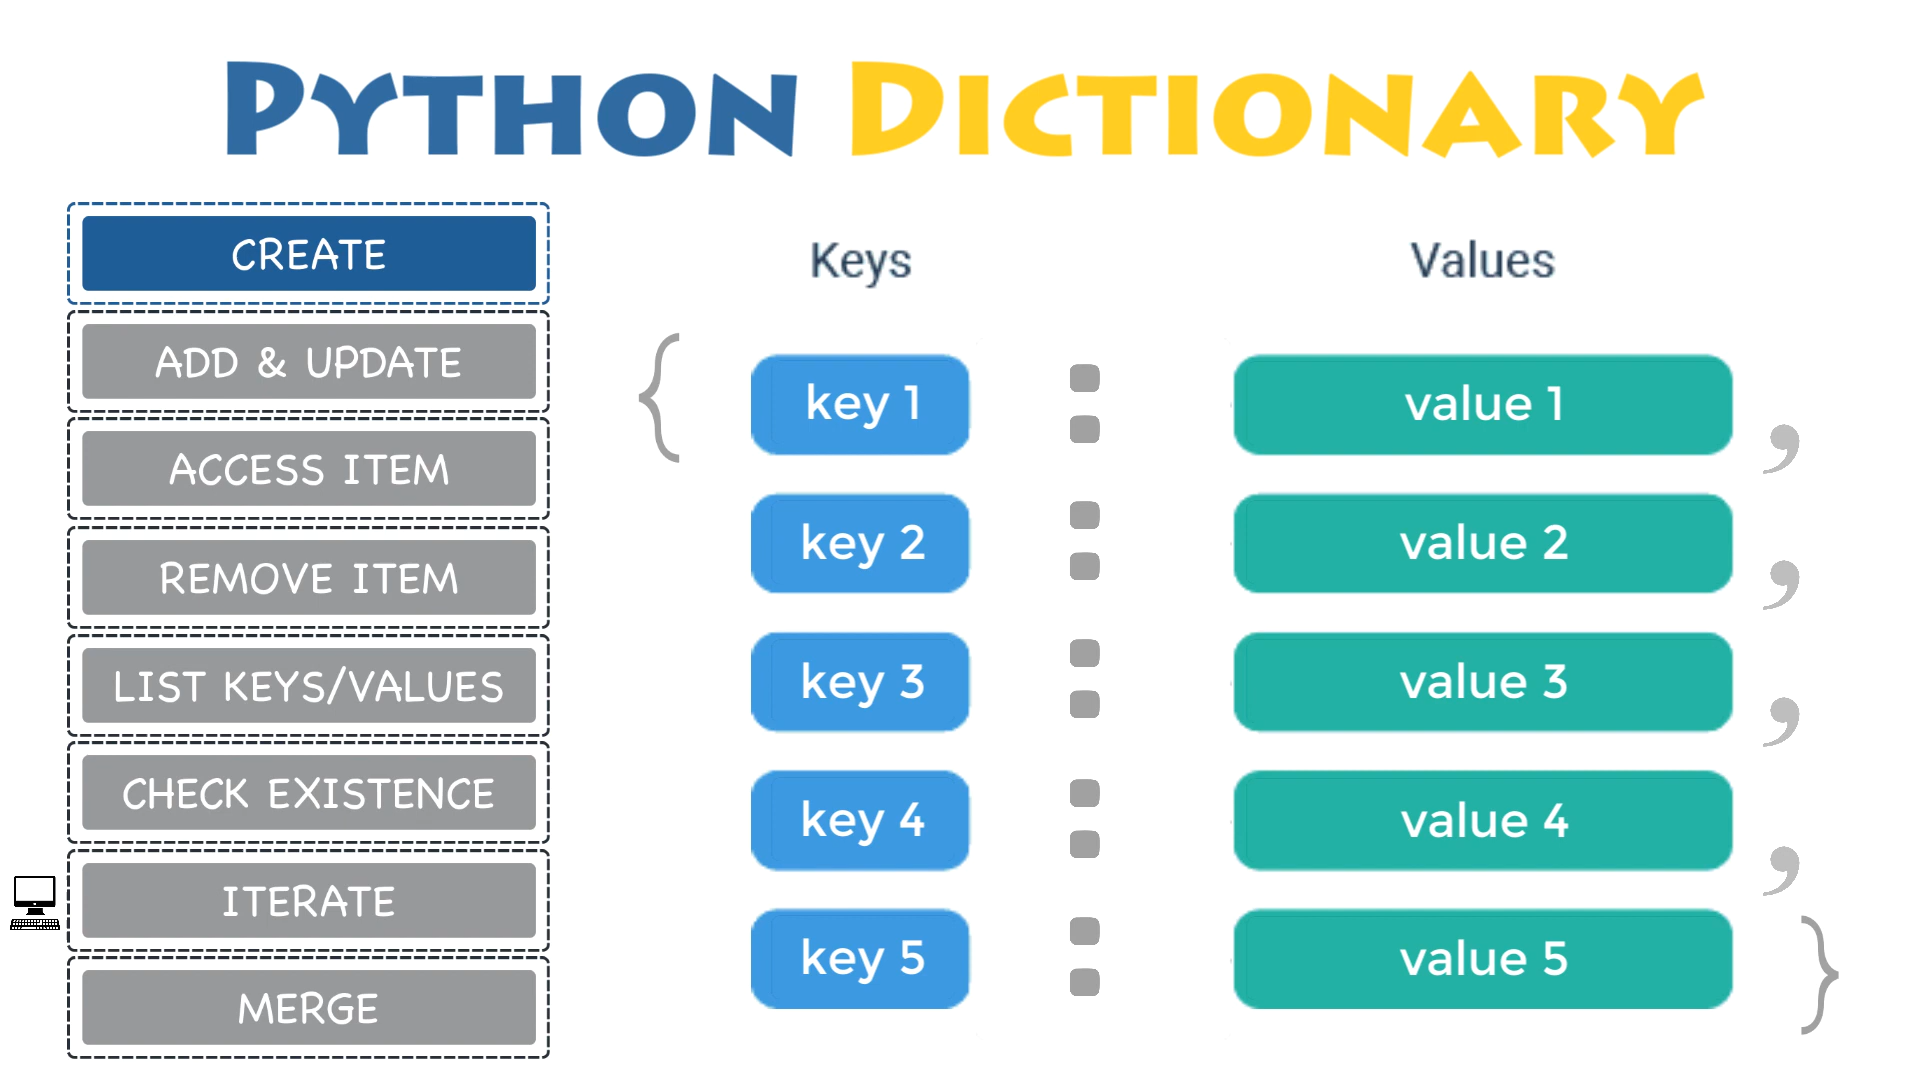 PYTHON DICTIONARY
CREATE
ADD & UPDATE
ACCESS ITEM
REMOVE ITEM
LIST KEYS/VALUES
CHECK EXISTENCE
ITERATE
MERGE
Keys Values
{ key 1 : value 1 ,
key 2 : value 2 ,
key 3 : value 3 ,
key 4 : value 4 ,
key 5 : value 5 }